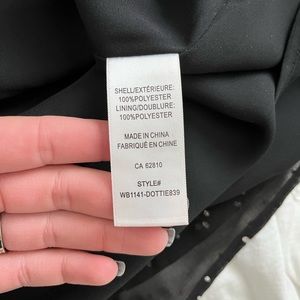 SHELL/EXTÉRIEURE:
100%POLYESTER
LINING/DOUBLURE:
100%POLYESTER
MADE IN CHINA
FABRIQUÉ EN CHINE
CA 62810
STYLE#
WB1141-DOTTIE839